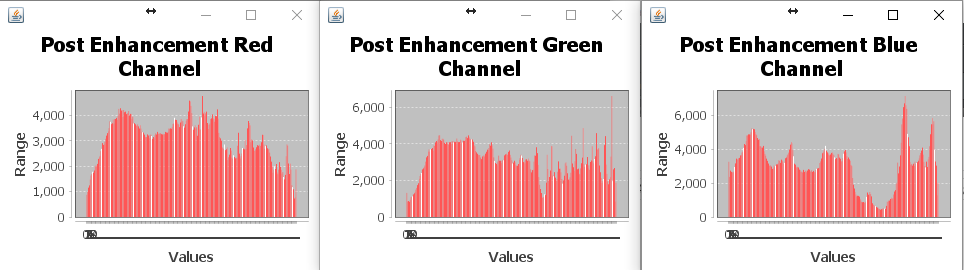 Post Enhancement Red
Channel
Range
4,000
3,000
2,000
1,000
0
Values
Post Enhancement Green
Channel
Range
6,000
4,000
2,000
0
Values
Post Enhancement Blue
Channel
Range
6,000
4,000
2,000
0
Values